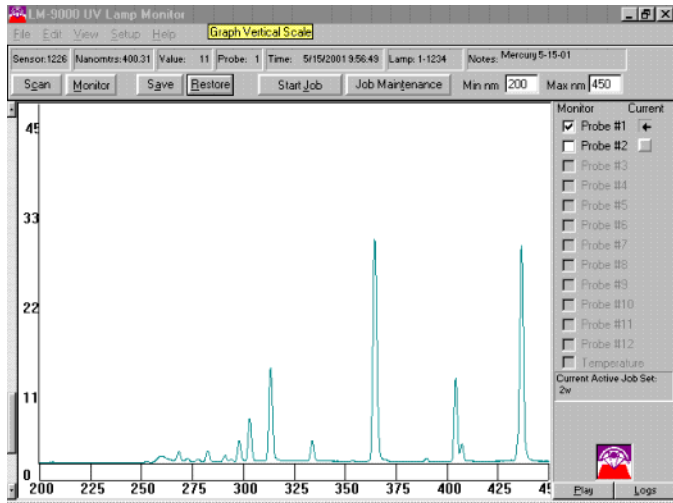 LM-9000 UV Lamp Monitor
File Edit View Setup Help
Graph Vertical Scale
Sensor:1226 Nanomtrs:400.31 Value: 11 Probe: 1 Time: 5/15/2001 9:56:49 Lamp: 1-1234 Notes: Mercury 5-15-01
Scan Monitor Save Restore Start Job Job Maintenance Min nm 200 Max nm 450
Monitor Current
Probe #1
Probe #2
Probe #3
Probe #4
Probe #5
Probe #6
Probe #7
Probe #8
Probe #9
Probe #10
Probe #11
Probe #12
Temperature
Current Active Job Set:
2w
Play Logs
45
33
22
11
0
200 225 250 275 300 325 350 375 400 425 45